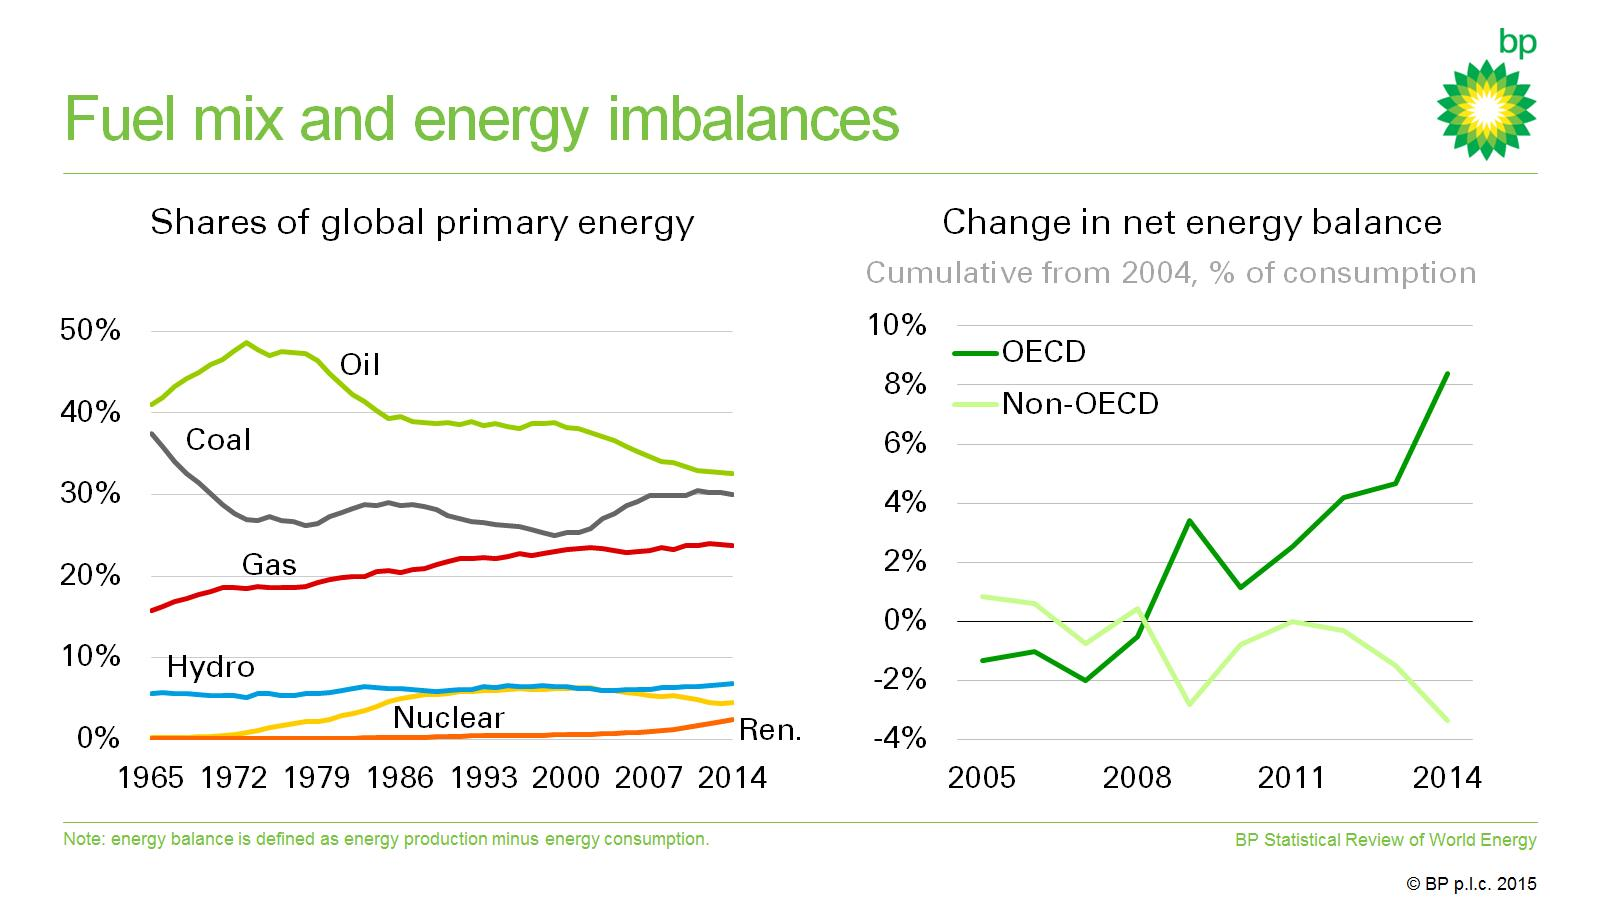 bp
Fuel mix and energy imbalances
Shares of global primary energy
50%
40%
30%
20%
10%
0%
Oil
Coal
Gas
Hydro
Nuclear
Ren.
1965 1972 1979 1986 1993 2000 2007 2014
Change in net energy balance
Cumulative from 2004, % of consumption
10%
8%
6%
4%
2%
0%
-2%
-4%
OECD
Non-OECD
2005 2008 2011 2014
Note: energy balance is defined as energy production minus energy consumption.
BP Statistical Review of World Energy
© BP p.l.c. 2015